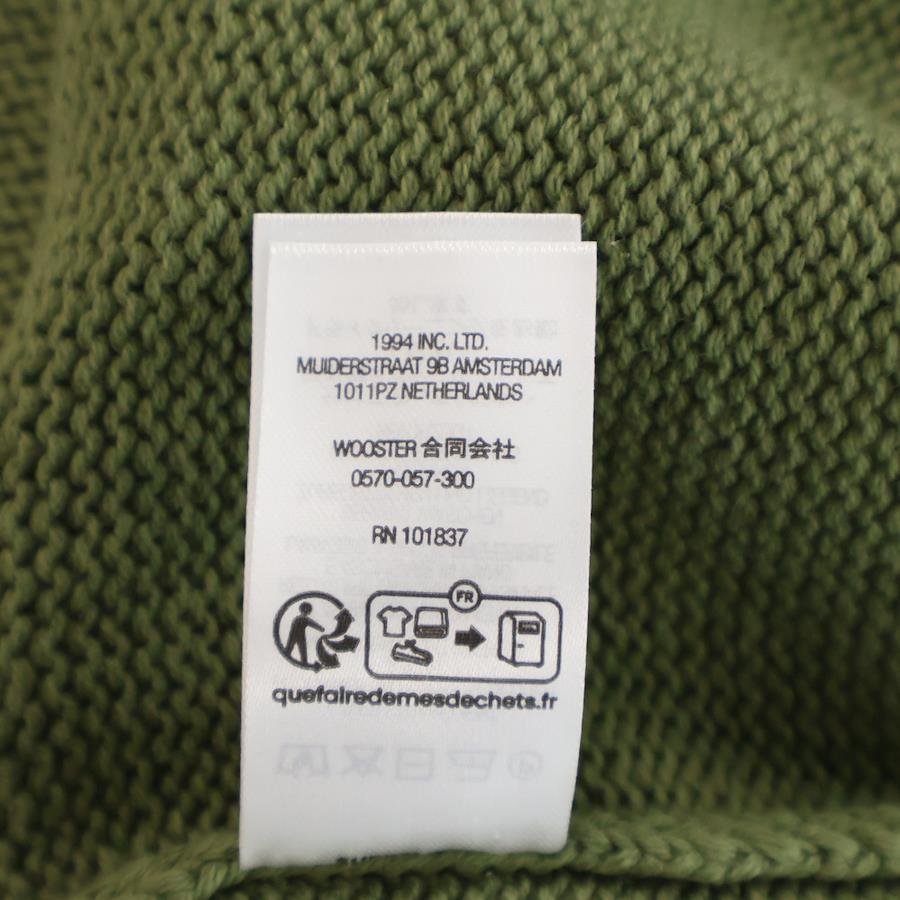 1994 INC. LTD.
MUIDERSTRAAT 9B AMSTERDAM
1011PZ NETHERLANDS
WOOSTER 合同会社
0570-057-300
RN 101837
FR
quefairedemesdechets.fr